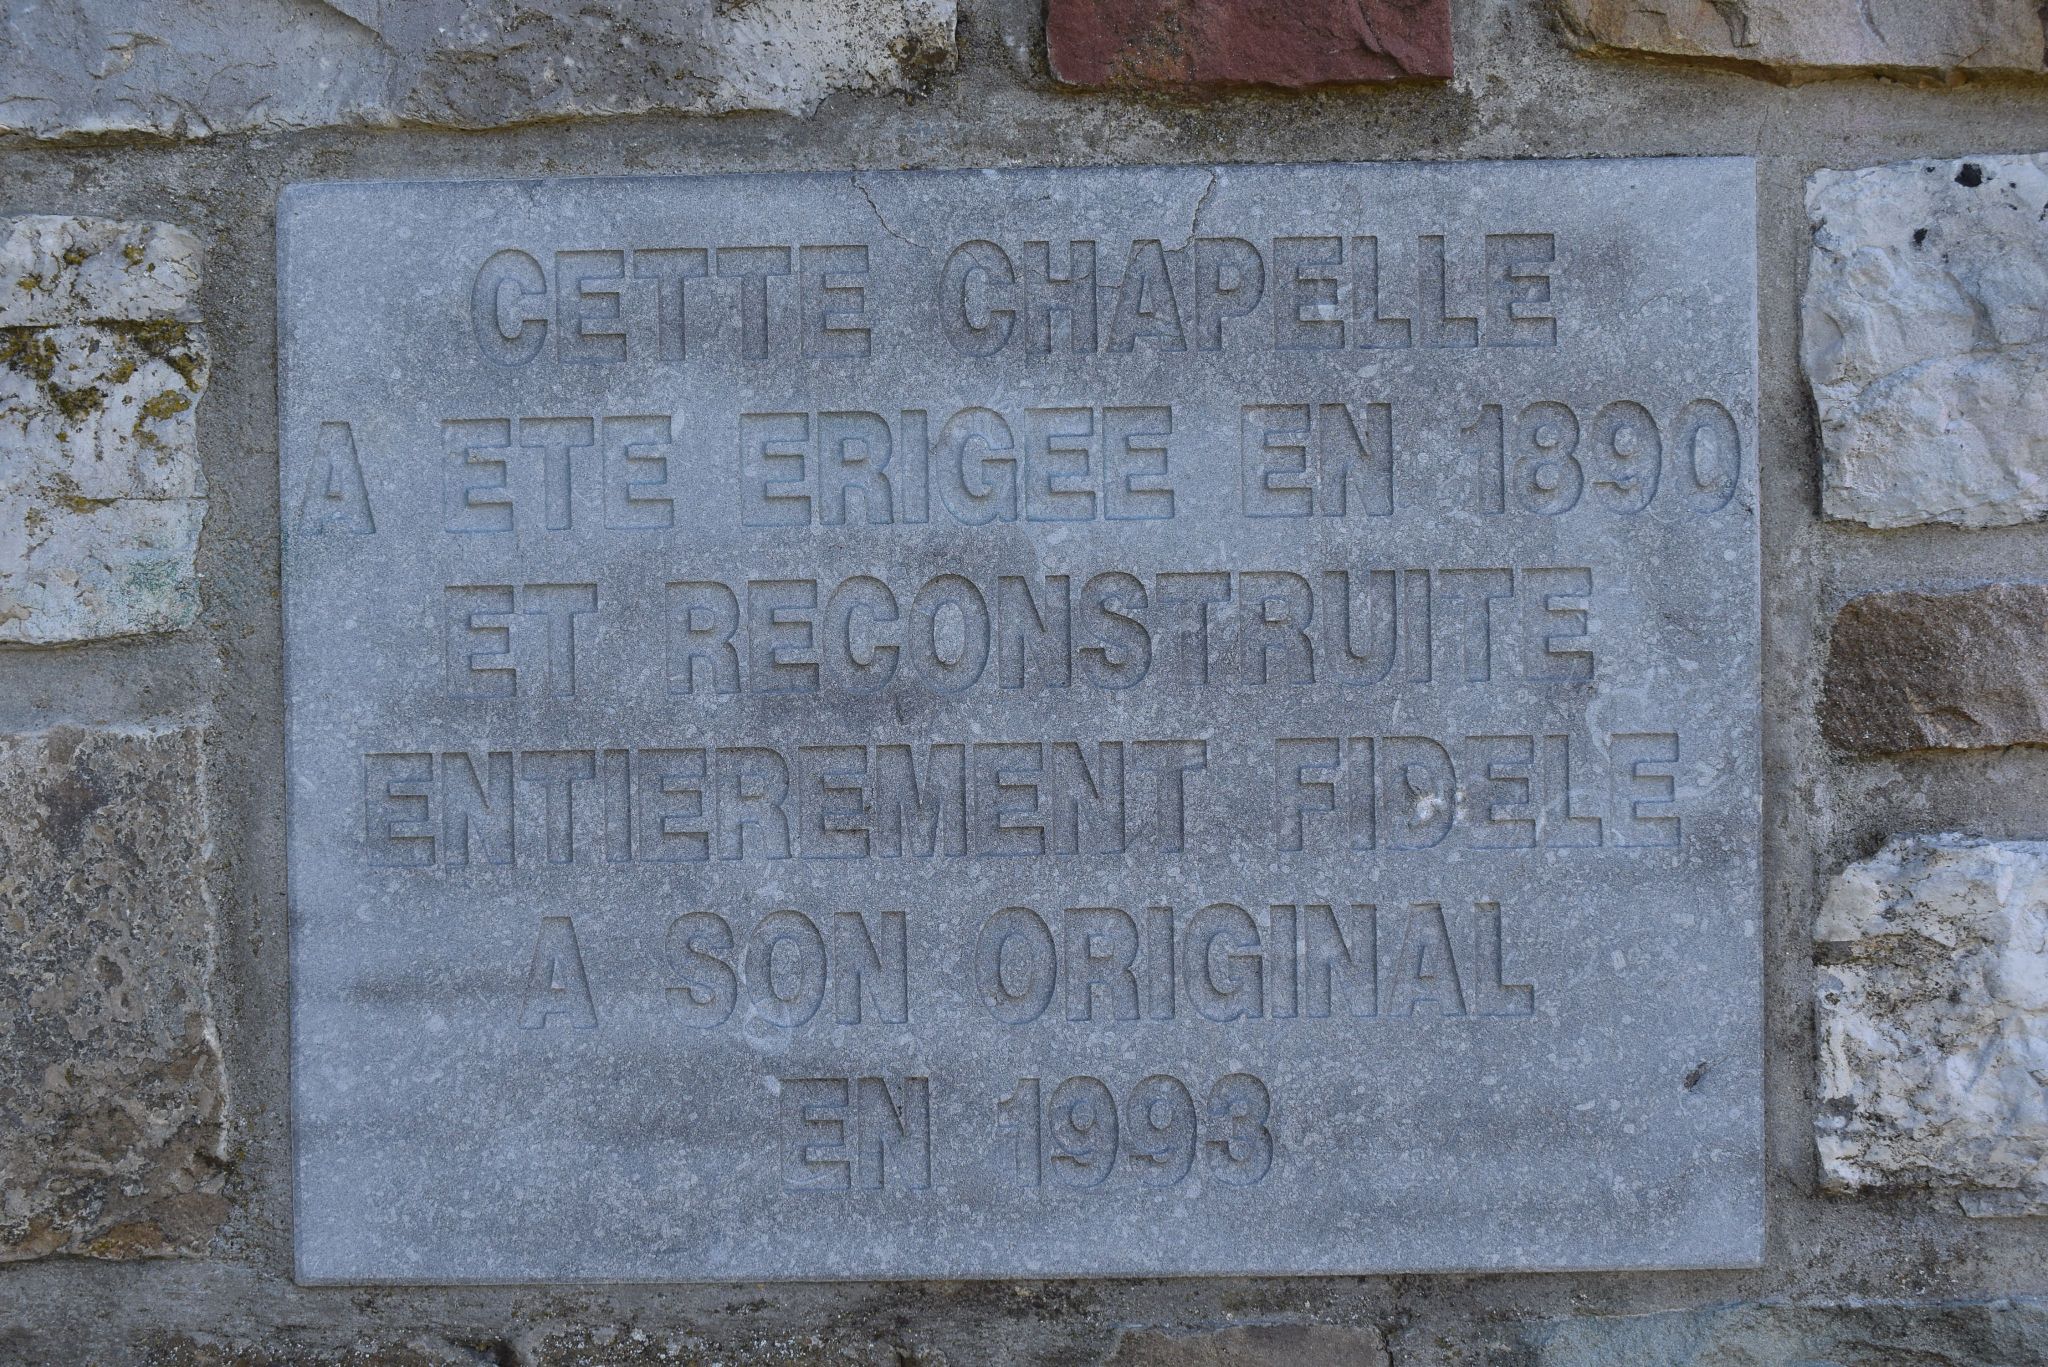 CETTE CHAPELLE
A ETE ERIGEE EN 1890
ET RECONSTRUITE
ENTIEREMENT FIDELE
A SON ORIGINAL
EN 1993